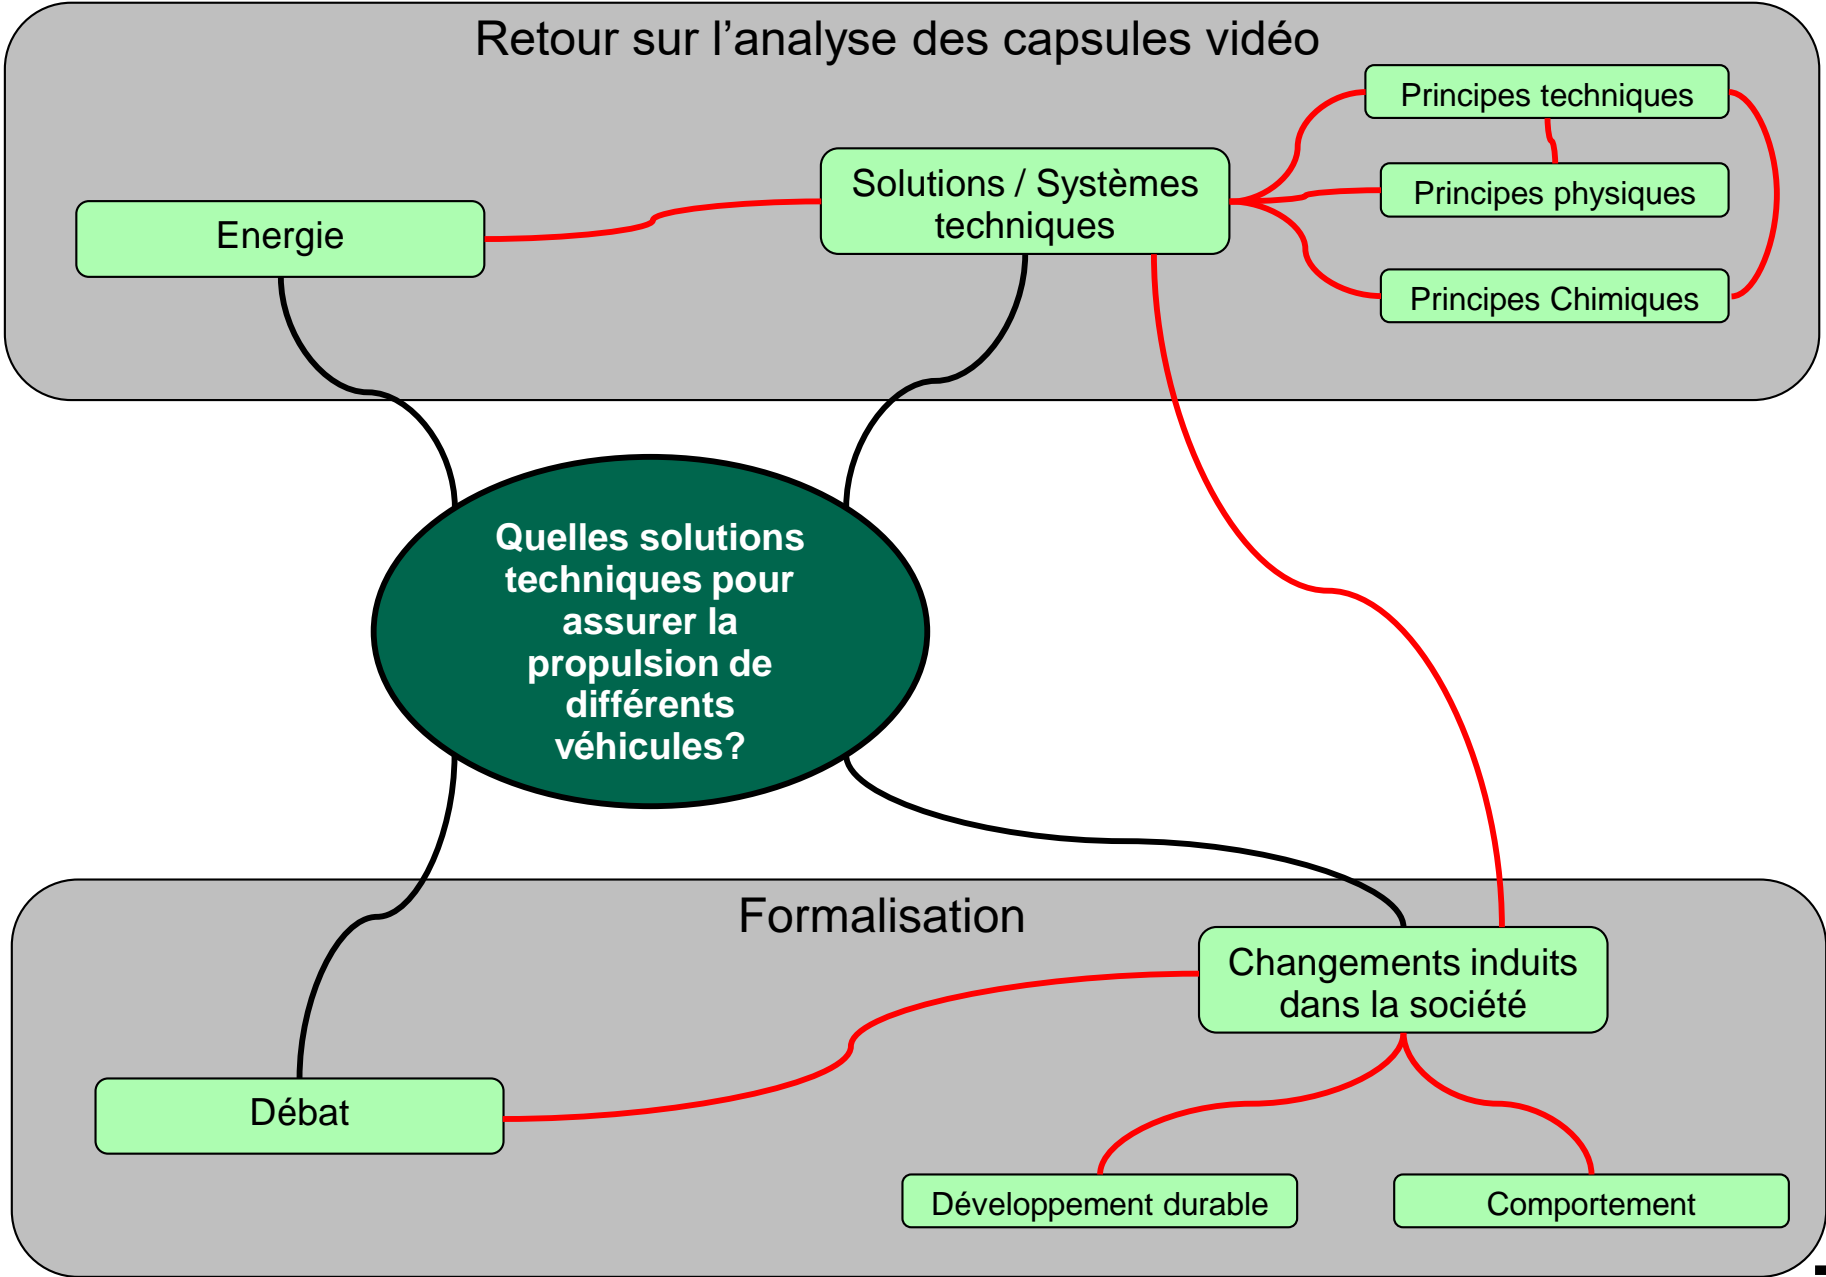 Retour sur l’analyse des capsules vidéo
Principes techniques
Solutions / Systèmes
techniques
Principes physiques
Energie
Principes Chimiques
Quelles solutions
techniques pour
assurer la
propulsion de
différents
véhicules?
Formalisation
Changements induits
dans la société
Débat
Développement durable
Comportement